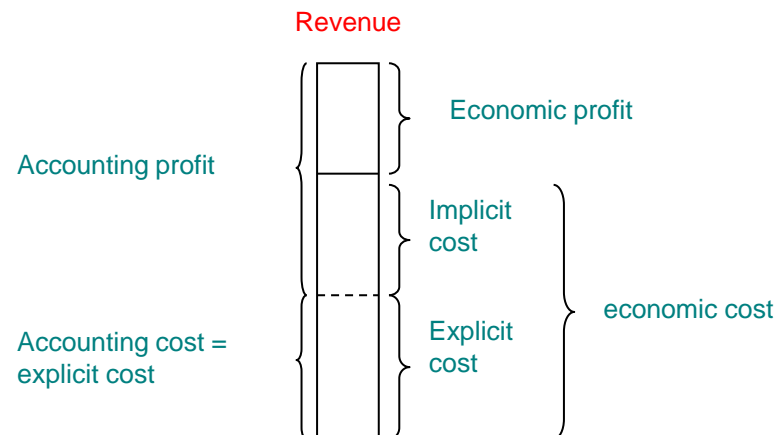 Revenue
Economic profit
Accounting profit
Implicit
cost
economic cost
Accounting cost =
explicit cost
Explicit
cost